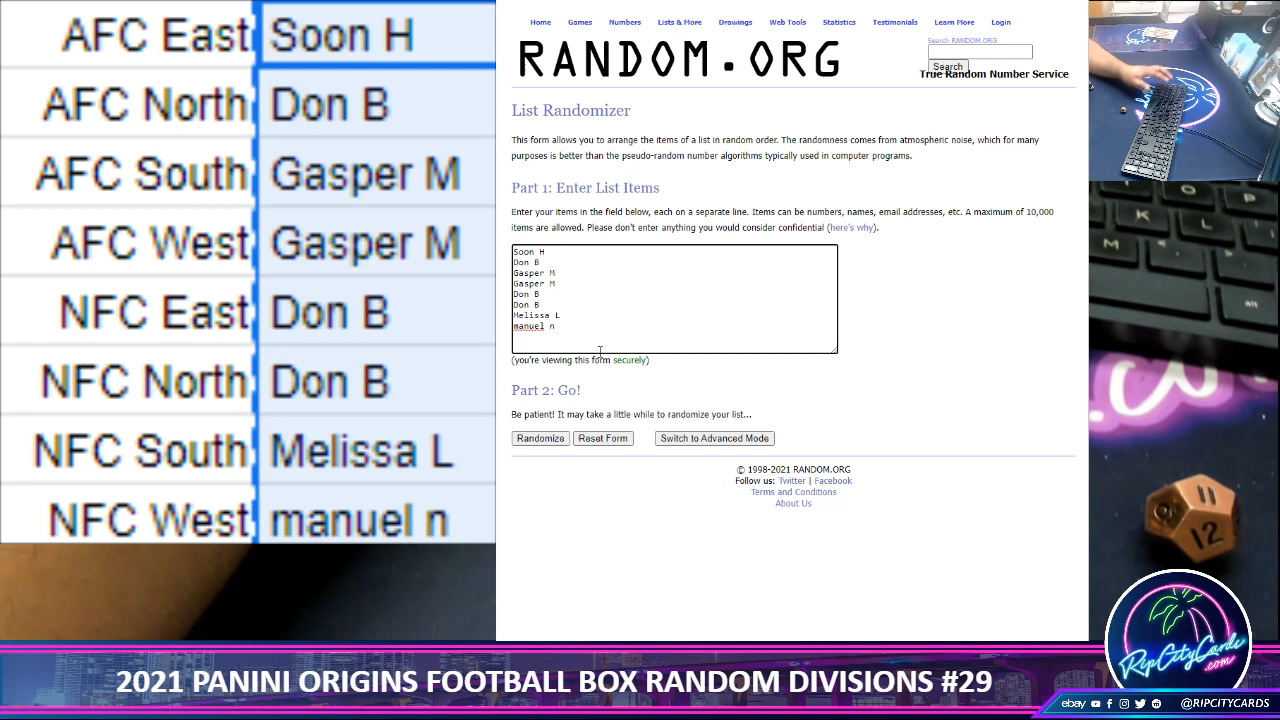 AFC East Soon H
AFC North Don B
AFC South Gasper M
AFC West Gasper M
NFC East Don B
NFC North Don B
NFC South Melissa L
NFC West manuel n
Home Games Numbers Lists & More Drawings Web Tools Statistics Testimonials Learn More Login
RANDOM.ORG
Search RANDOM.ORG
Search
True Random Number Service
List Randomizer
This form allows you to arrange the items of a list in random order. The randomness comes from atmospheric noise, which for many
purposes is better than the pseudo-random number algorithms typically used in computer programs.
Part 1: Enter List Items
Enter your items in the field below, each on a separate line. Items can be numbers, names, email addresses, etc. A maximum of 10,000
items are allowed. Please don't enter anything you would consider confidential (here's why).
Soon H
Don B
Gasper M
Gasper M
Don B
Don B
Melissa L
manuel n
(you're viewing this form securely)
Part 2: Go!
Be patient! It may take a little while to randomize your list...
Randomize Reset Form Switch to Advanced Mode
© 1998-2021 RANDOM.ORG
Follow us: Twitter | Facebook
Terms and Conditions
About Us
P
K L
M
11
9
12
RipCityCards
.com
2021 PANINI ORIGINS FOOTBALL BOX RANDOM DIVISIONS #29
ebay @RIPCITYCARDS